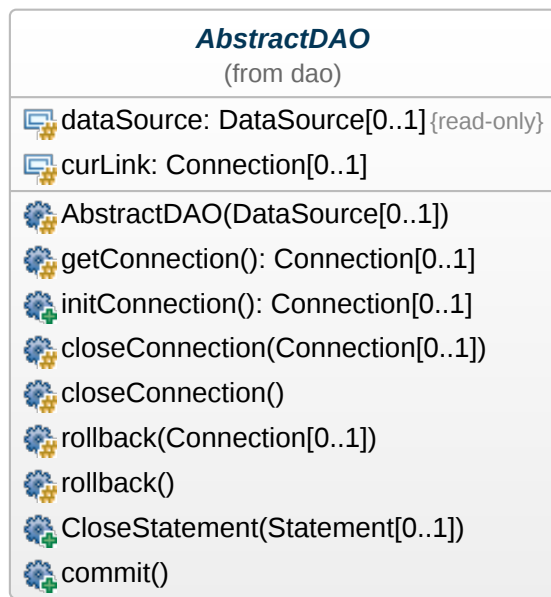 AbstractDAO
(from dao)
dataSource: DataSource[0..1] {read-only}
curLink: Connection[0..1]
AbstractDAO(DataSource[0..1])
getConnection(): Connection[0..1]
initConnection(): Connection[0..1]
closeConnection(Connection[0..1])
closeConnection()
rollback(Connection[0..1])
rollback()
CloseStatement(Statement[0..1])
commit()